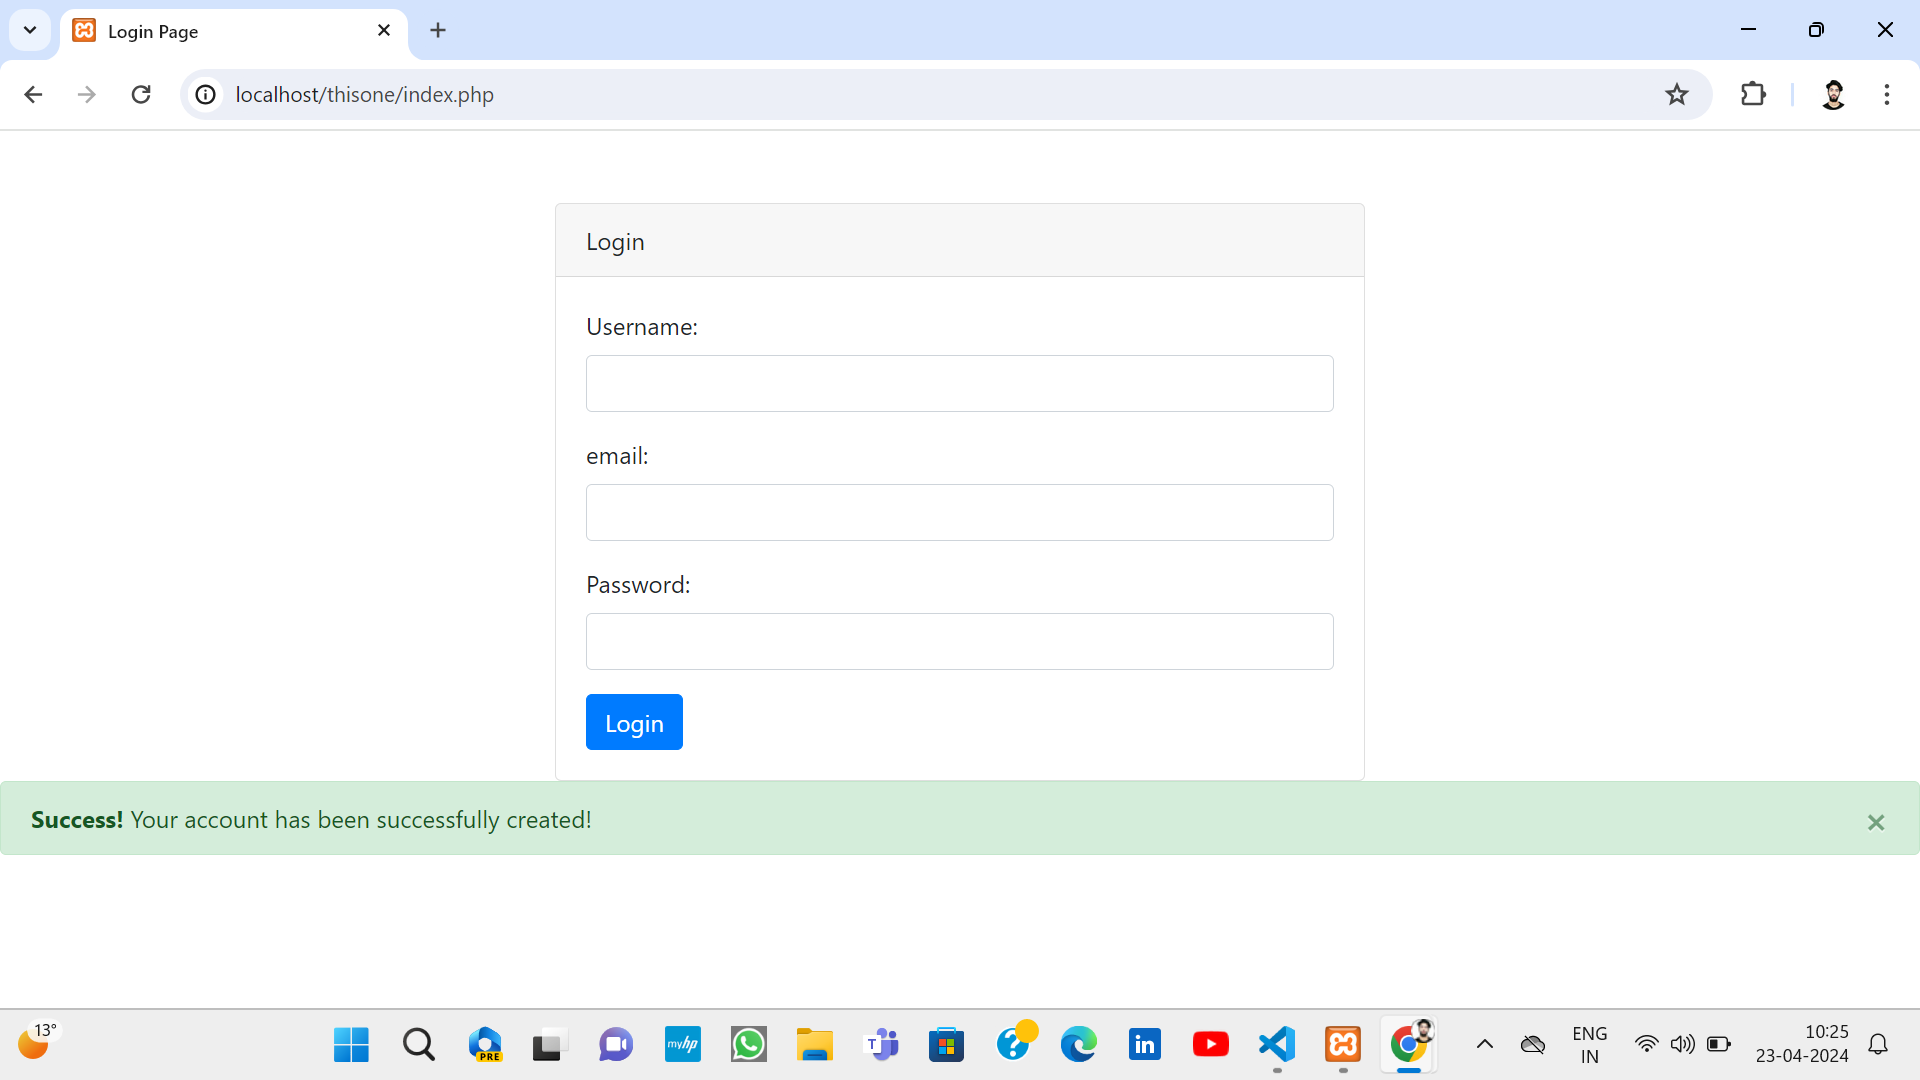 Login Page
localhost/thisone/index.php
Login
Username:
email:
Password:
Login
Success! Your account has been successfully created!
×
13°
PRE
myhp
T
in
ENG
IN
10:25
23-04-2024